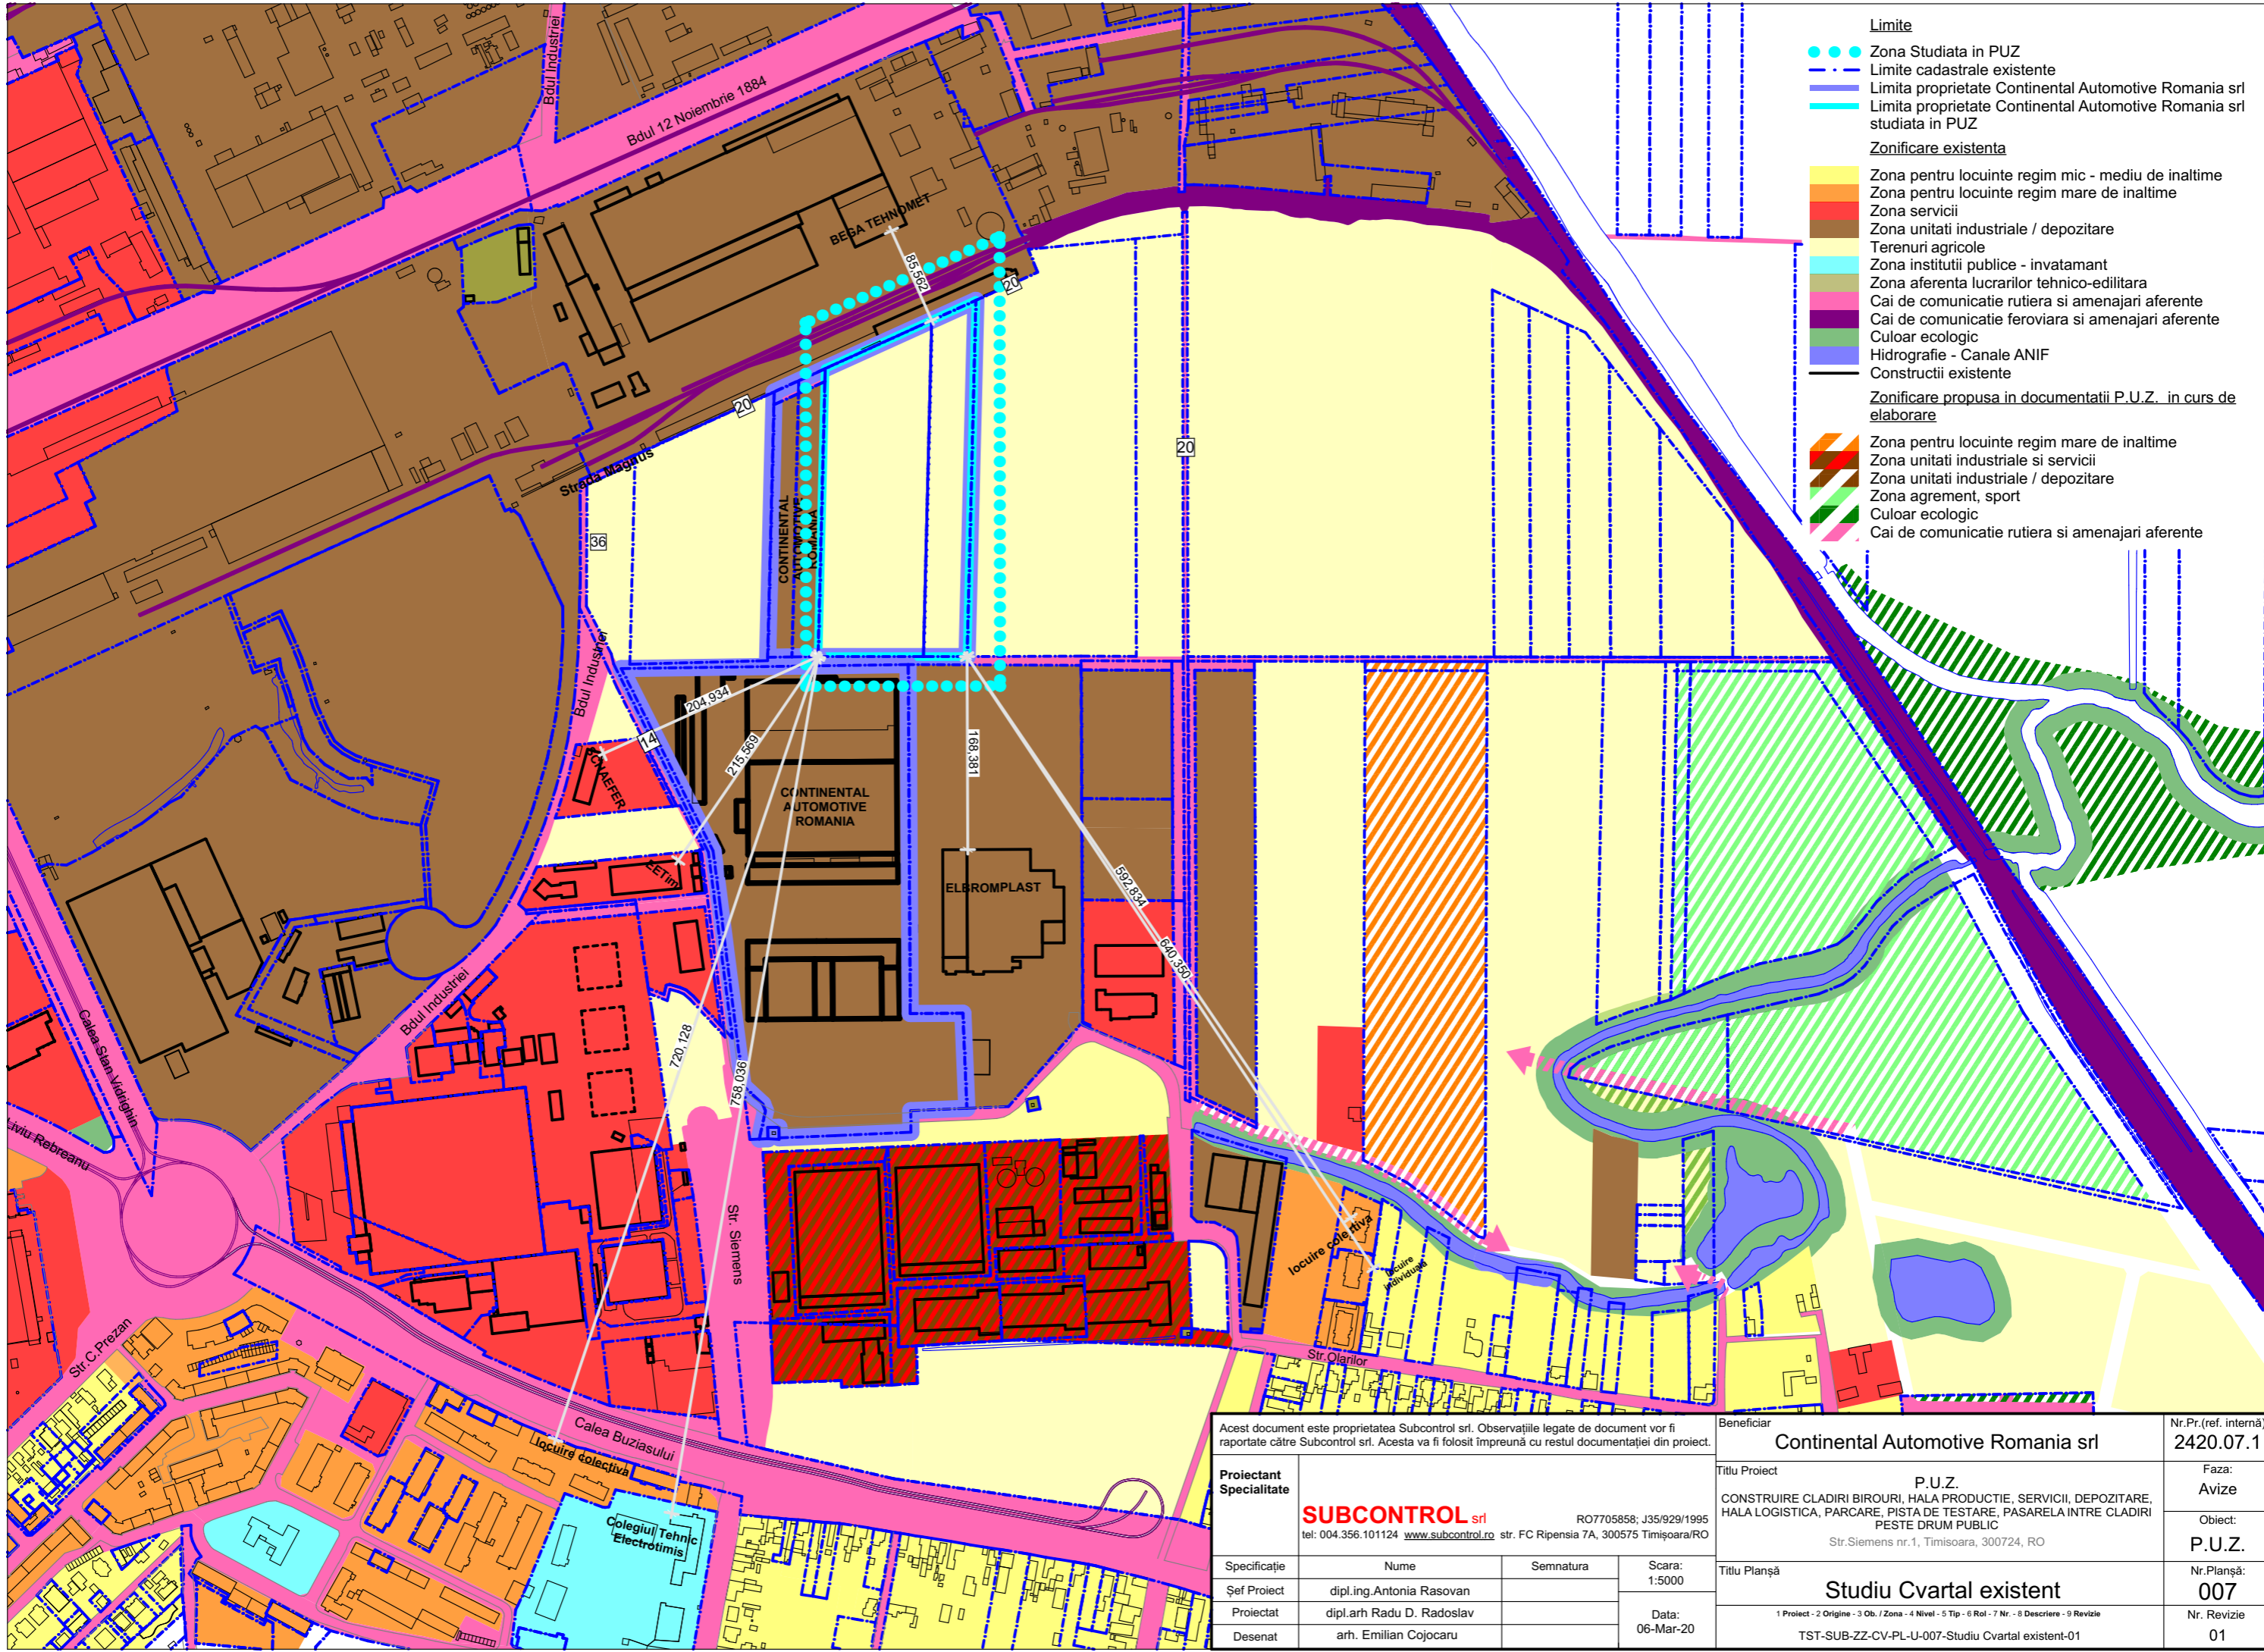 Limite
Zona Studiata in PUZ
Limite cadastrale existente
Limita proprietate Continental Automotive Romania srl
Limita proprietate Continental Automotive Romania srl
studiata in PUZ
Zonificare existenta
Zona pentru locuinte regim mic - mediu de inaltime
Zona pentru locuinte regim mare de inaltime
Zona servicii
Zona unitati industriale / depozitare
Terenuri agricole
Zona institutii publice - invatamant
Zona aferenta lucrarilor tehnico-edilitara
Cai de comunicatie rutiera si amenajari aferente
Cai de comunicatie feroviara si amenajari aferente
Culoar ecologic
Hidrografie - Canale ANIF
Constructii existente
Zonificare propusa in documentatii P.U.Z. in curs de
elaborare
Zona pentru locuinte regim mare de inaltime
Zona unitati industriale si servicii
Zona unitati industriale / depozitare
Zona agrement, sport
Culoar ecologic
Cai de comunicatie rutiera si amenajari aferente
Bdul Industriei
Bdul 12 Noiembrie 1884
BEGA TEHNOMET
85,562
20
20
20
Strada Magnus
36
CONTINENTAL
AUTOMOTIVE
ROMANIA
Bdul Industriei
204,934
14
215,569
168,381
SCHAEFER
CONTINENTAL
AUTOMOTIVE
ROMANIA
EETim
ELBROMPLAST
592,834
640,350
Bdul Industriei
Calea Stan Vidrighin
720,128
758,036
Liviu Rebreanu
Str. Siemens
locuire colectiva
locuire
individuala
Str.C.Prezan
Str.Olarilor
Calea Buziasului
locuire colectiva
Colegiul Tehnic
Electrotimis
Acest document este proprietatea Subcontrol srl. Observațiile legate de document vor fi
raportate către Subcontrol srl. Acesta va fi folosit împreună cu restul documentației din proiect.
Proiectant
Specialitate
SUBCONTROL srl
RO7705858; J35/929/1995
tel: 004.356.101124 www.subcontrol.ro str. FC Ripensia 7A, 300575 Timișoara/RO
Specificație
Nume
Semnatura
Scara:
1:5000
Șef Proiect
dipl.ing.Antonia Rasovan
Proiectat
dipl.arh Radu D. Radoslav
Data:
06-Mar-20
Desenat
arh. Emilian Cojocaru
Beneficiar
Continental Automotive Romania srl
Nr.Pr.(ref. internă)
2420.07.1
Titlu Proiect
P.U.Z.
CONSTRUIRE CLADIRI BIROURI, HALA PRODUCTIE, SERVICII, DEPOZITARE,
HALA LOGISTICA, PARCARE, PISTA DE TESTARE, PASARELA INTRE CLADIRI
PESTE DRUM PUBLIC
Str.Siemens nr.1, Timisoara, 300724, RO
Faza:
Avize
Obiect:
P.U.Z.
Titlu Planșă
Studiu Cvartal existent
Nr.Planșă:
007
1 Proiect - 2 Origine - 3 Ob. / Zona - 4 Nivel - 5 Tip - 6 Rol - 7 Nr. - 8 Descriere - 9 Revizie
TST-SUB-ZZ-CV-PL-U-007-Studiu Cvartal existent-01
Nr. Revizie
01